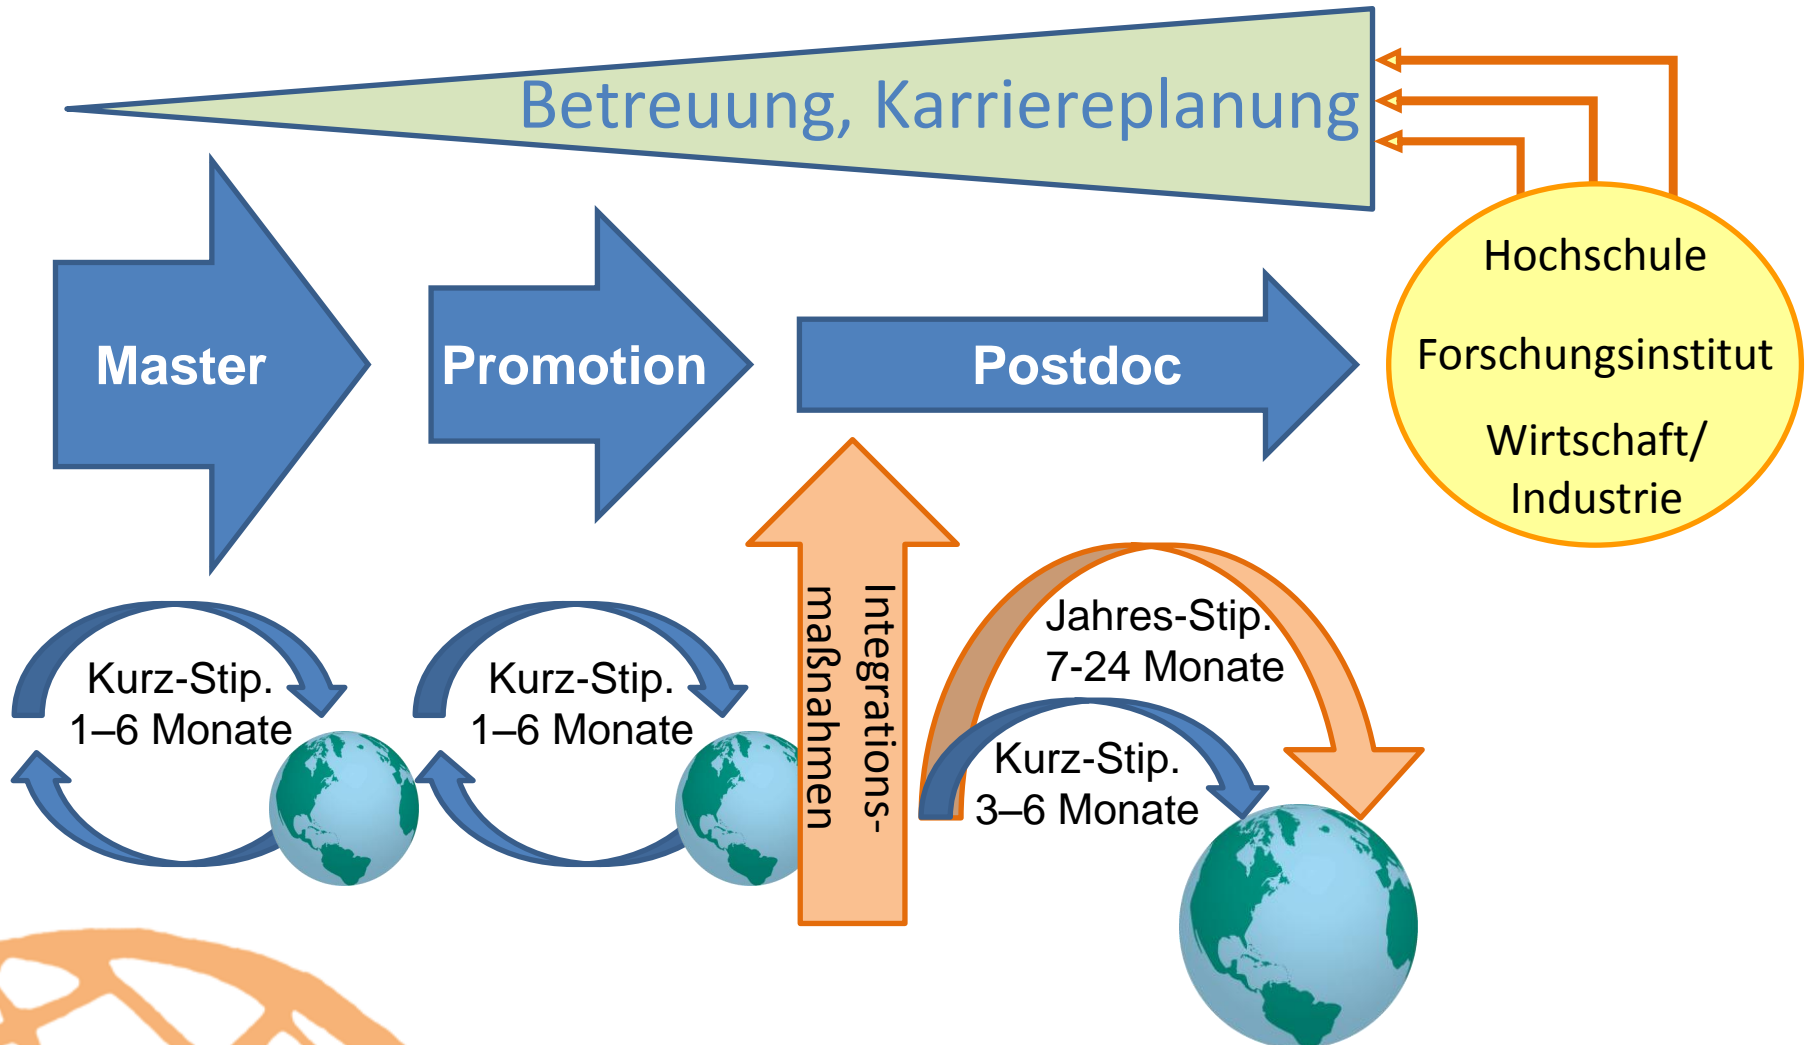 Betreuung, Karriereplanung
Master
Promotion
Postdoc
Hochschule
Forschungsinstitut
Wirtschaft/
Industrie
Kurz-Stip.
1–6 Monate
Kurz-Stip.
1–6 Monate
Integrations-
maßnahmen
Jahres-Stip.
7-24 Monate
Kurz-Stip.
3–6 Monate